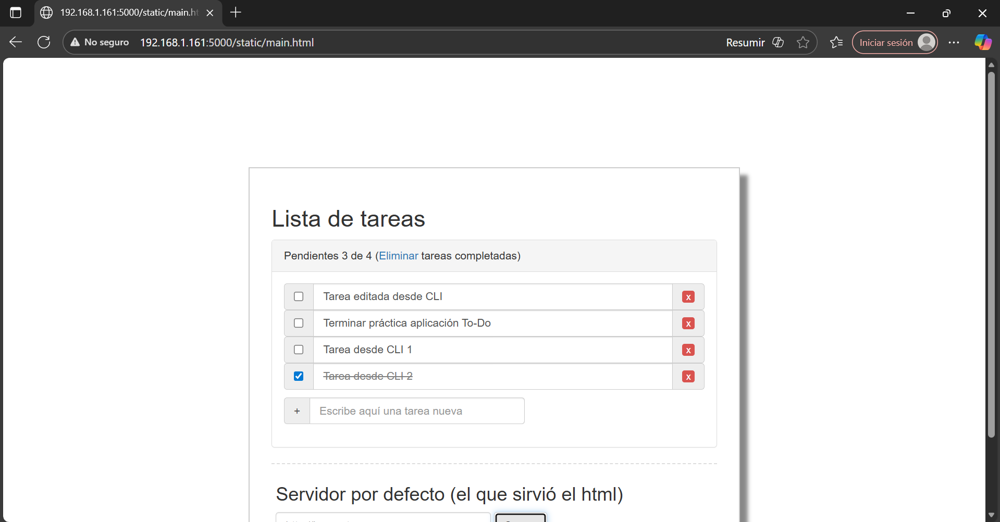 192.168.1.161:5000/static/main.ht
No seguro 192.168.1.161:5000/static/main.html Resumir Iniciar sesión
Lista de tareas
Pendientes 3 de 4 (Eliminar tareas completadas)
Tarea editada desde CLI x
Terminar práctica aplicación To-Do x
Tarea desde CLI 1 x
Tarea desde CLI 2 x
+ Escribe aquí una tarea nueva
Servidor por defecto (el que sirvió el html)